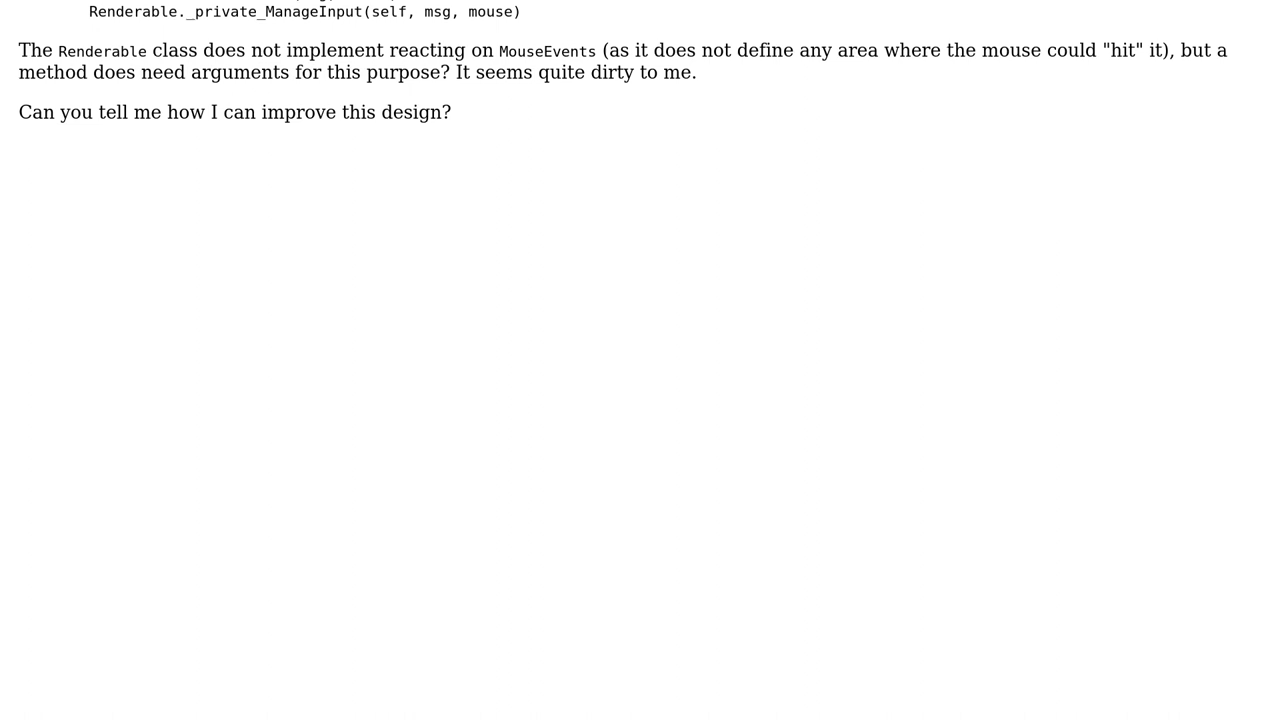 Renderable._private_ManageInput(self, msg, mouse)
The Renderable class does not implement reacting on MouseEvents (as it does not define any area where the mouse could "hit" it), but a
method does need arguments for this purpose? It seems quite dirty to me.
Can you tell me how I can improve this design?